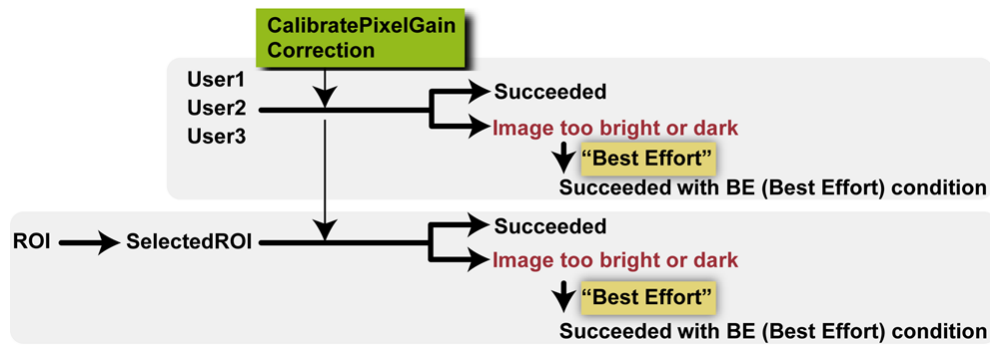 CalibratePixelGain
Correction
User1
User2
User3
Succeeded
Image too bright or dark
“Best Effort”
Succeeded with BE (Best Effort) condition
ROI
SelectedROI
Succeeded
Image too bright or dark
“Best Effort”
Succeeded with BE (Best Effort) condition